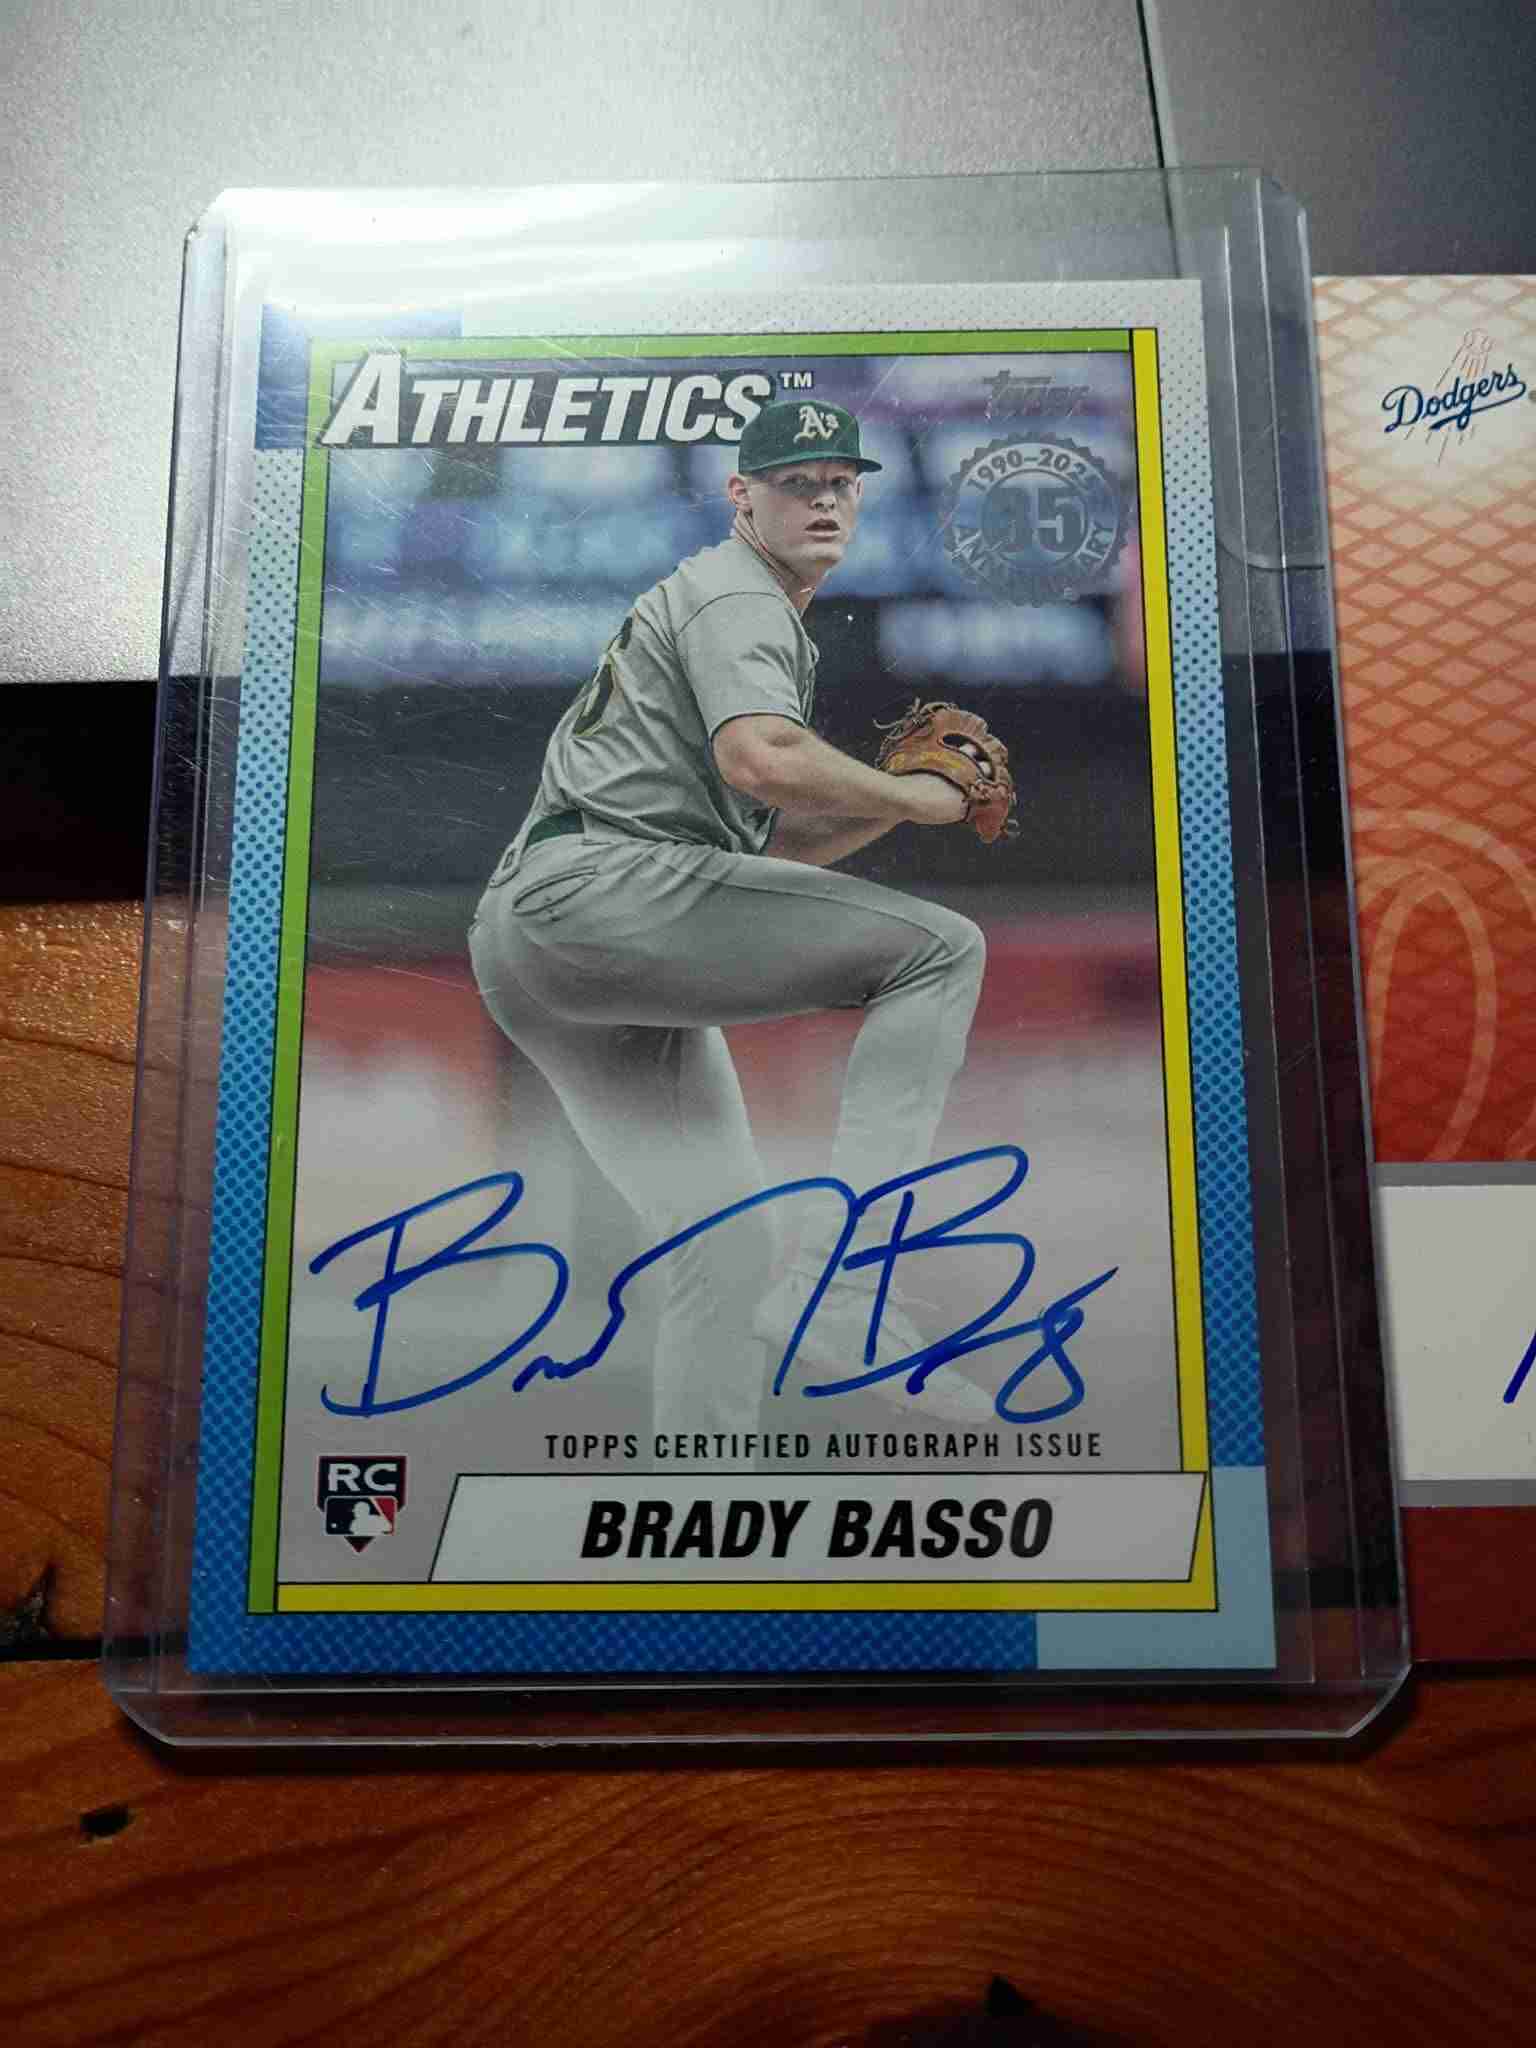 ATHLETICS™
A's
Topps
1990-2025
35
ANNIVERSARY
Dodgers
TOPPS CERTIFIED AUTOGRAPH ISSUE
RC
BRADY BASSO